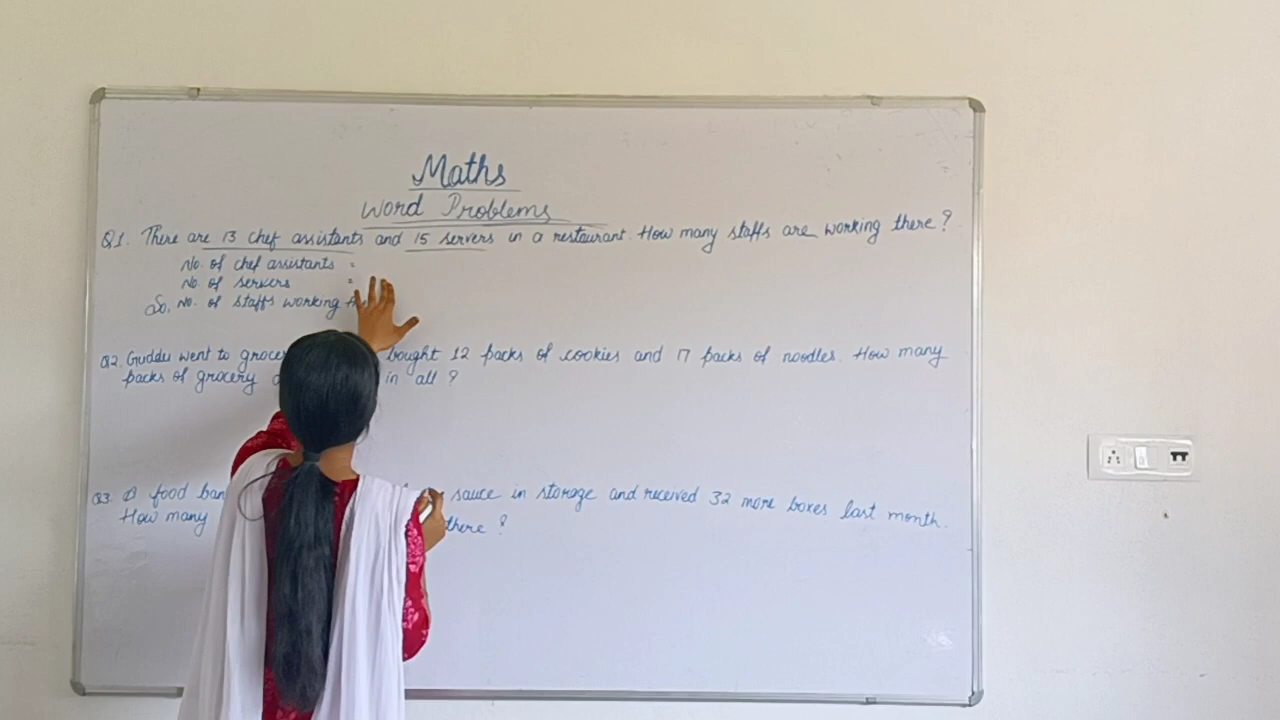 Maths
Word Problems
Q1. There are 13 chef assistants and 15 servers in a restaurant. How many staffs are working there?
No. of chef assistants =
No. of servers =
So, No. of staffs working
Q2. Guddu went to bought 12 packs of cookies and 17 packs of noodles. How many
packs of grocery in all ?
Q3. A food sauce in storage and received 32 more boxes last month.
How many there ?